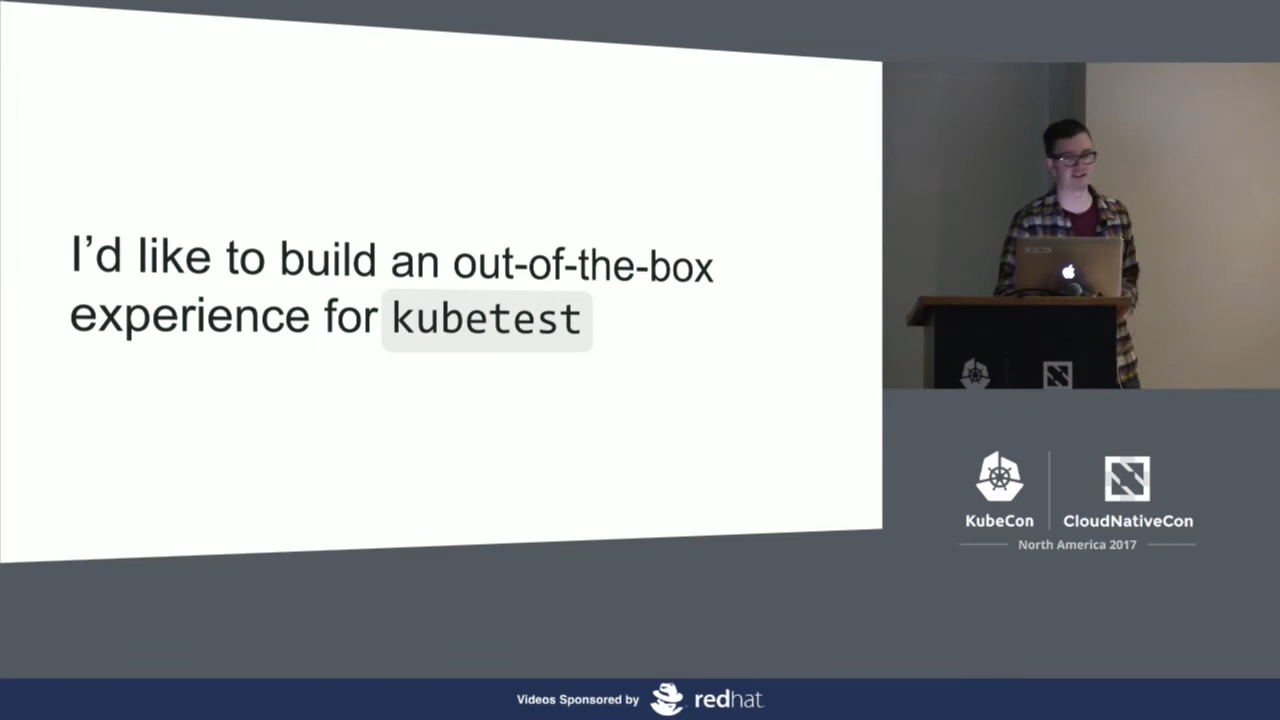 I’d like to build an out-of-the-box
experience for kubetest
KubeCon
CloudNativeCon
North America 2017
Videos Sponsored by
redhat